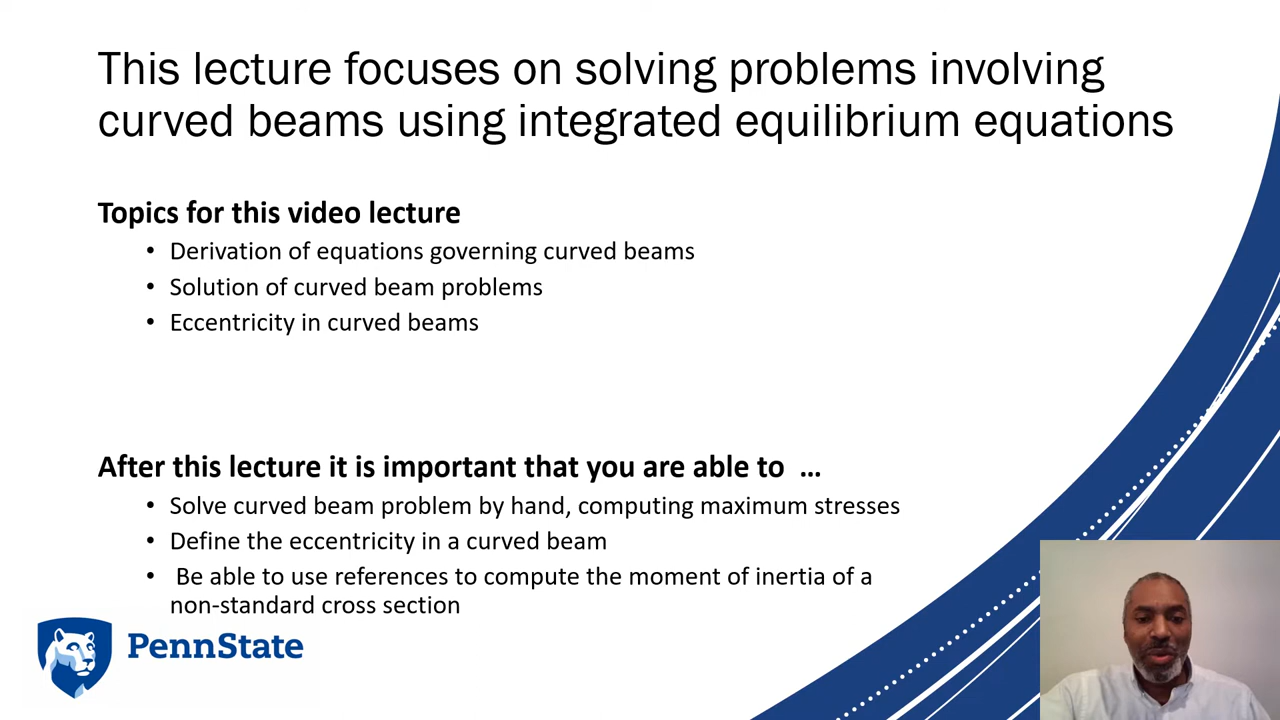 This lecture focuses on solving problems involving
curved beams using integrated equilibrium equations
Topics for this video lecture
• Derivation of equations governing curved beams
• Solution of curved beam problems
• Eccentricity in curved beams
After this lecture it is important that you are able to ...
• Solve curved beam problem by hand, computing maximum stresses
• Define the eccentricity in a curved beam
• Be able to use references to compute the moment of inertia of a
non-standard cross section
PennState